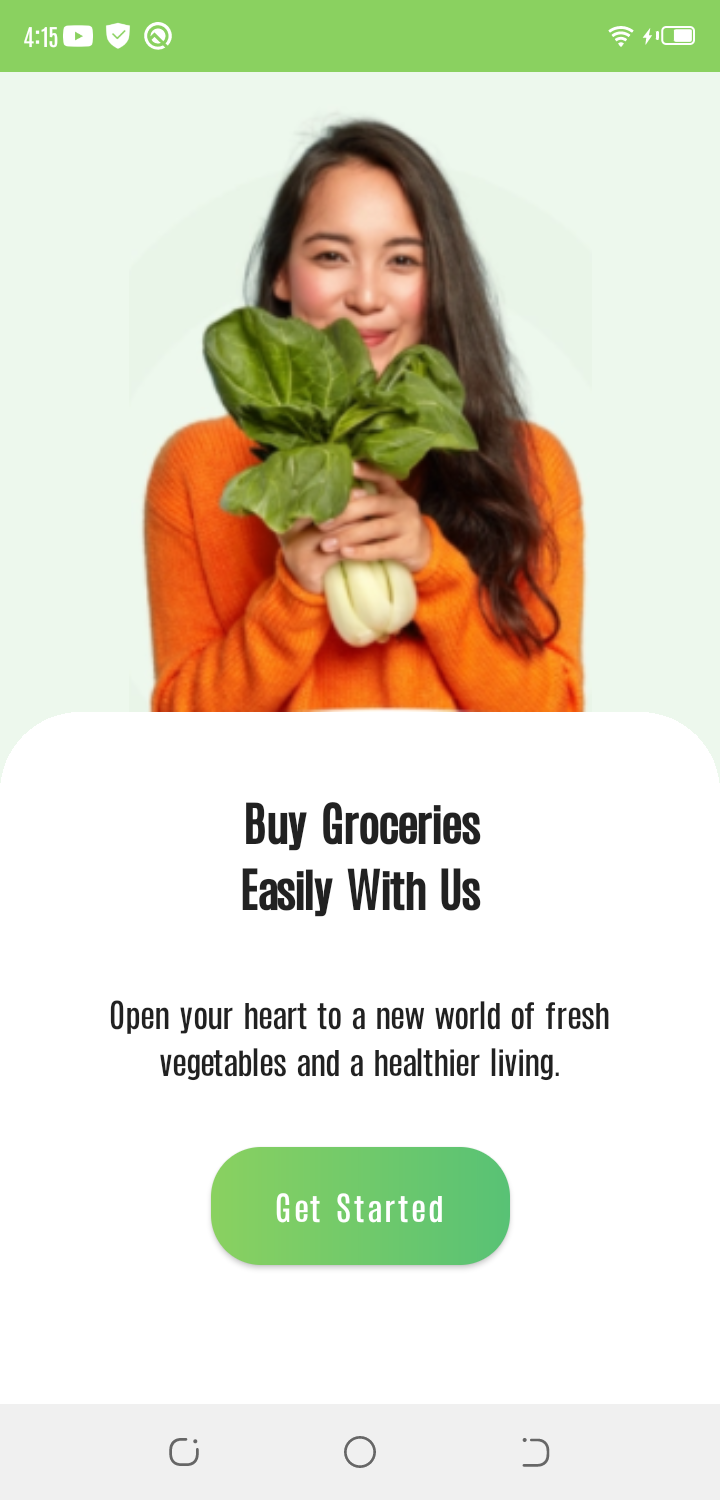 4:15
Buy Groceries
Easily With Us
Open your heart to a new world of fresh
vegetables and a healthier living.
Get Started